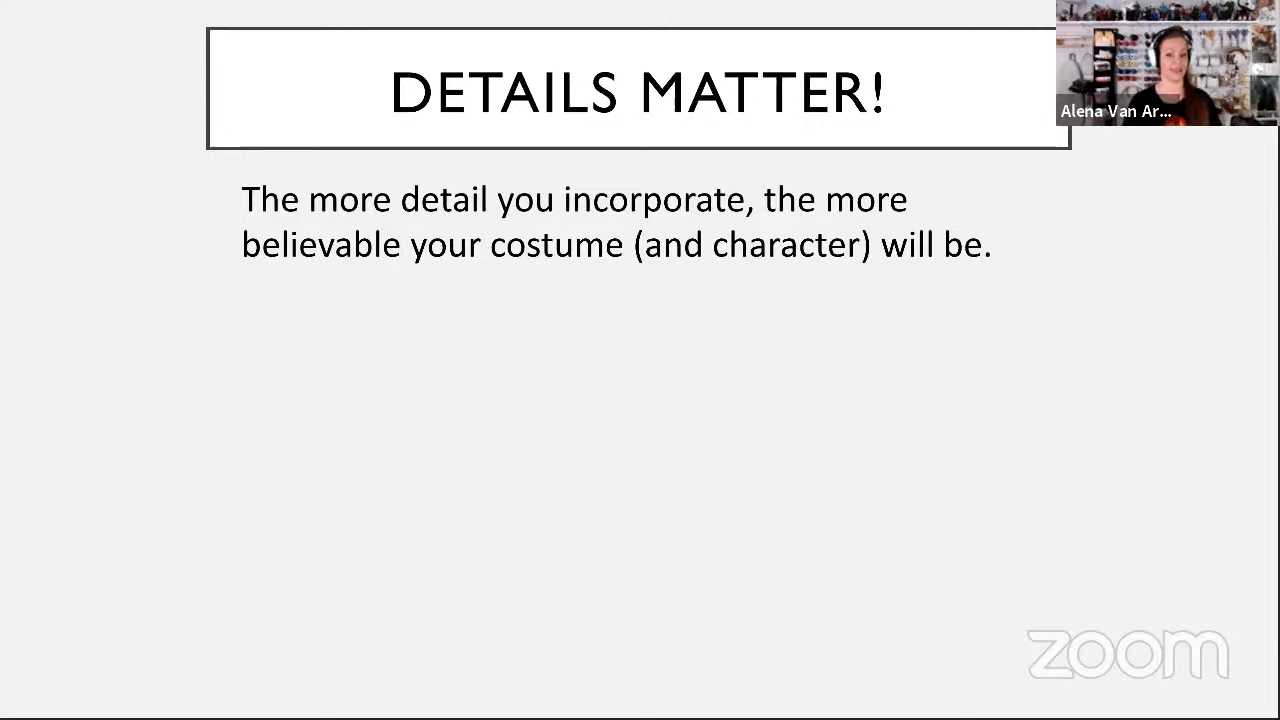 DETAILS MATTER!
Alena Van Ar...
The more detail you incorporate, the more
believable your costume (and character) will be.
zoom